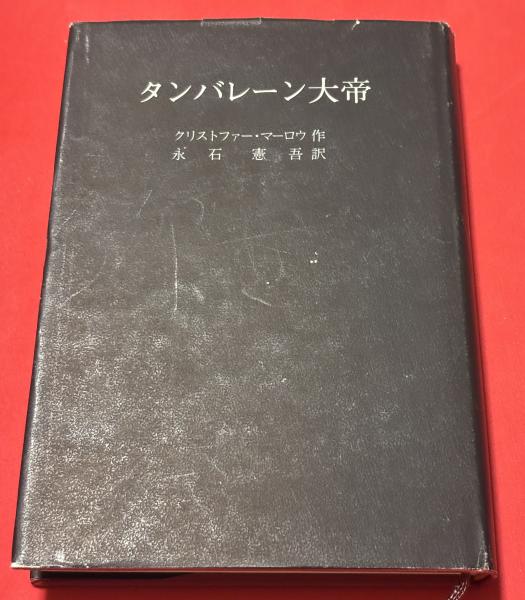 タンバレーン大帝
クリストファー・マーロウ 作
永石憲吾 訳